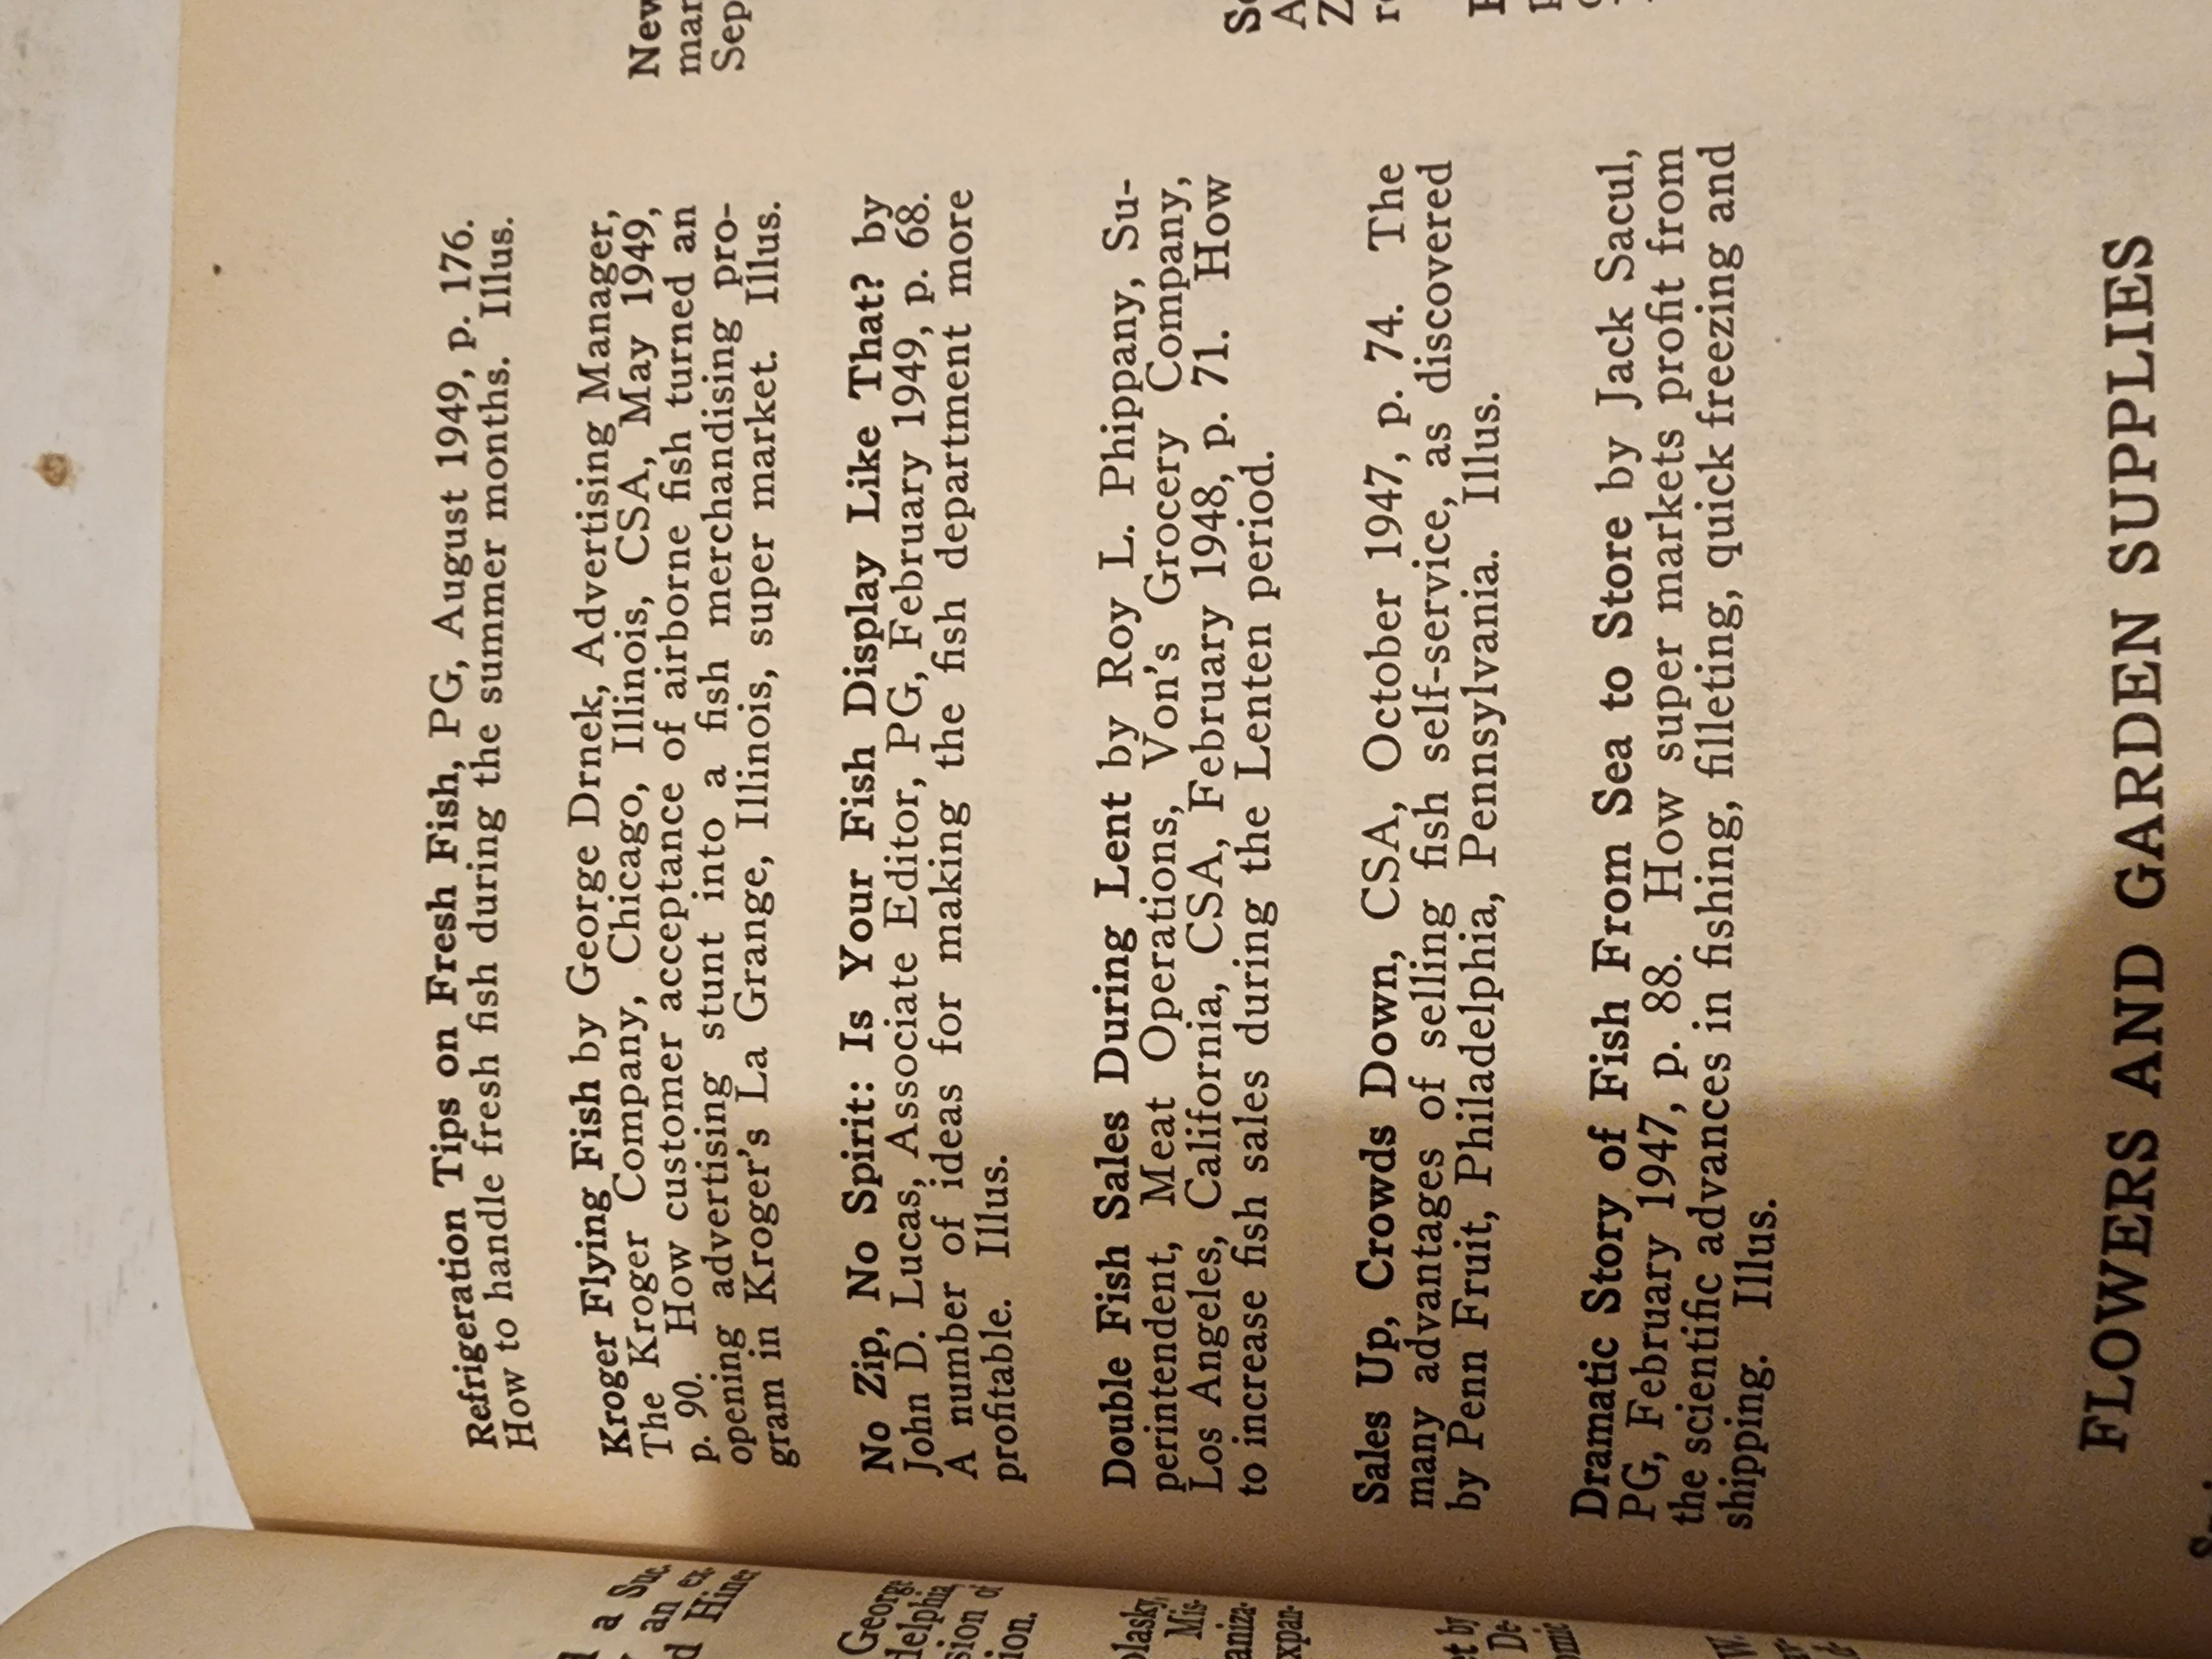 Refrigeration Tips on Fresh Fish, PG, August 1949, p. 176.
How to handle fresh fish during the summer months. Illus.
Kroger Flying Fish by George Drnek, Advertising Manager,
The Kroger Company, Chicago, Illinois, CSA, May 1949,
p. 90. How customer acceptance of airborne fish turned an
opening advertising stunt into a fish merchandising pro-
gram in Kroger's La Grange, Illinois, super market. Illus.
No Zip, No Spirit: Is Your Fish Display Like That? by
John D. Lucas, Associate Editor, PG, February 1949, p. 68.
A number of ideas for making the fish department more
profitable. Illus.
Double Fish Sales During Lent by Roy L. Phippany, Su-
perintendent, Meat Operations, Von's Grocery Company,
Los Angeles, California, CSA, February 1948, p. 71. How
to increase fish sales during the Lenten period.
Sales Up, Crowds Down, CSA, October 1947, p. 74. The
many advantages of selling fish self-service, as discovered
by Penn Fruit, Philadelphia, Pennsylvania. Illus.
Dramatic Story of Fish From Sea to Store by Jack Sacul,
PG, February 1947, p. 88. How super markets profit from
the scientific advances in fishing, filleting, quick freezing and
shipping. Illus.
FLOWERS AND GARDEN SUPPLIES
New
mar
Sep